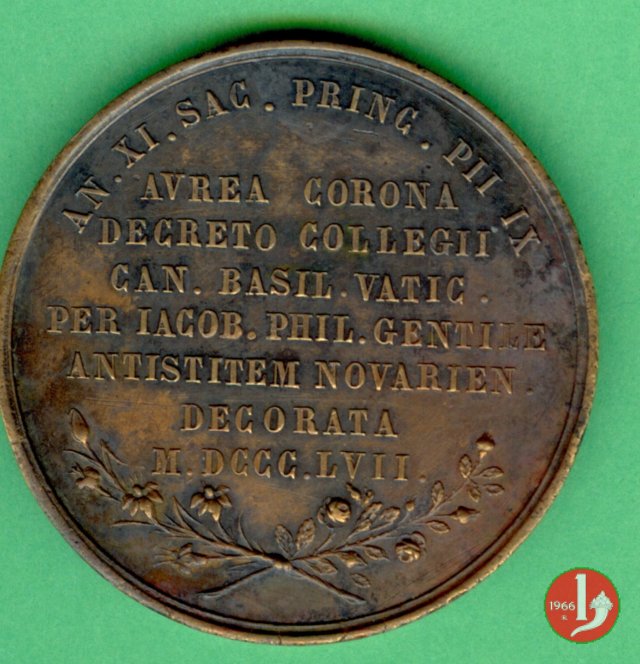 AN. XI. SAC. PRINC. PII IX
AVREA CORONA
DECRETO COLLEGII
CAN. BASIL. VATIC.
PER IACOB. PHIL. GENTILE
ANTISTITEM NOVARIEN.
DECORATA
M. DCCC. LVII.
1966